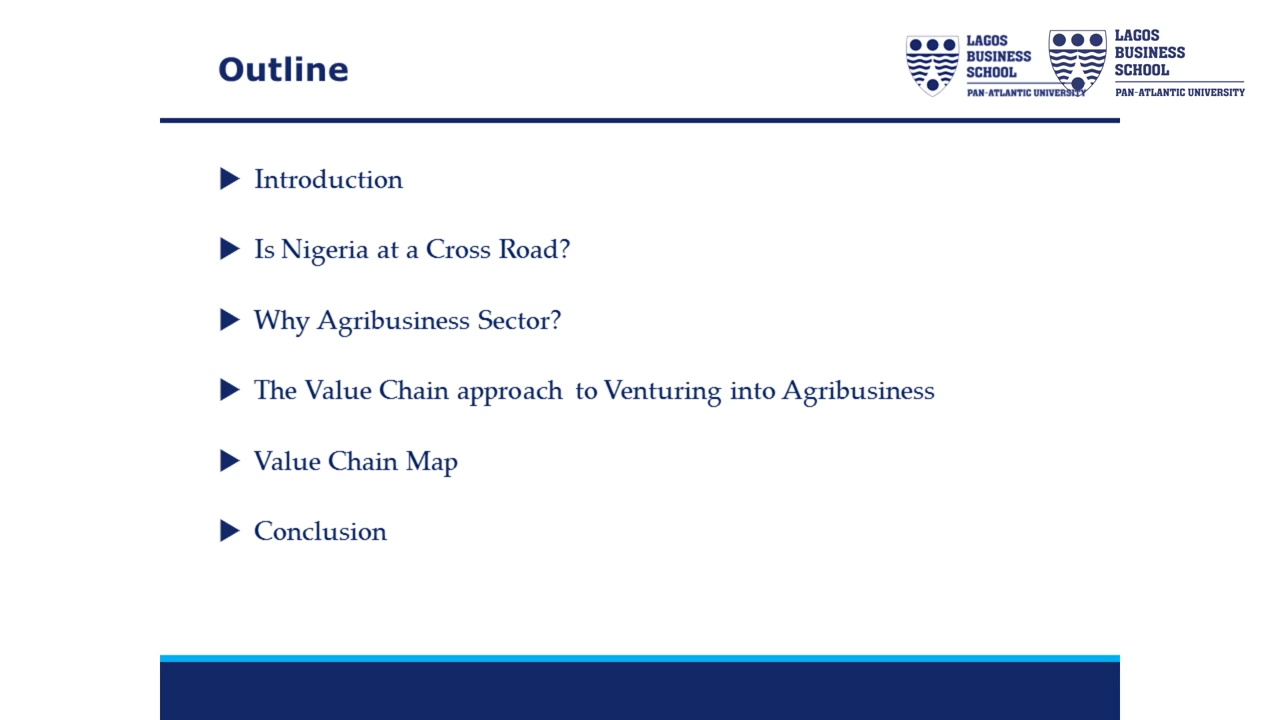 Outline
LAGOS
BUSINESS
SCHOOL
PAN-ATLANTIC UNIVERSITY
LAGOS
BUSINESS
SCHOOL
PAN-ATLANTIC UNIVERSITY
Introduction
Is Nigeria at a Cross Road?
Why Agribusiness Sector?
The Value Chain approach to Venturing into Agribusiness
Value Chain Map
Conclusion